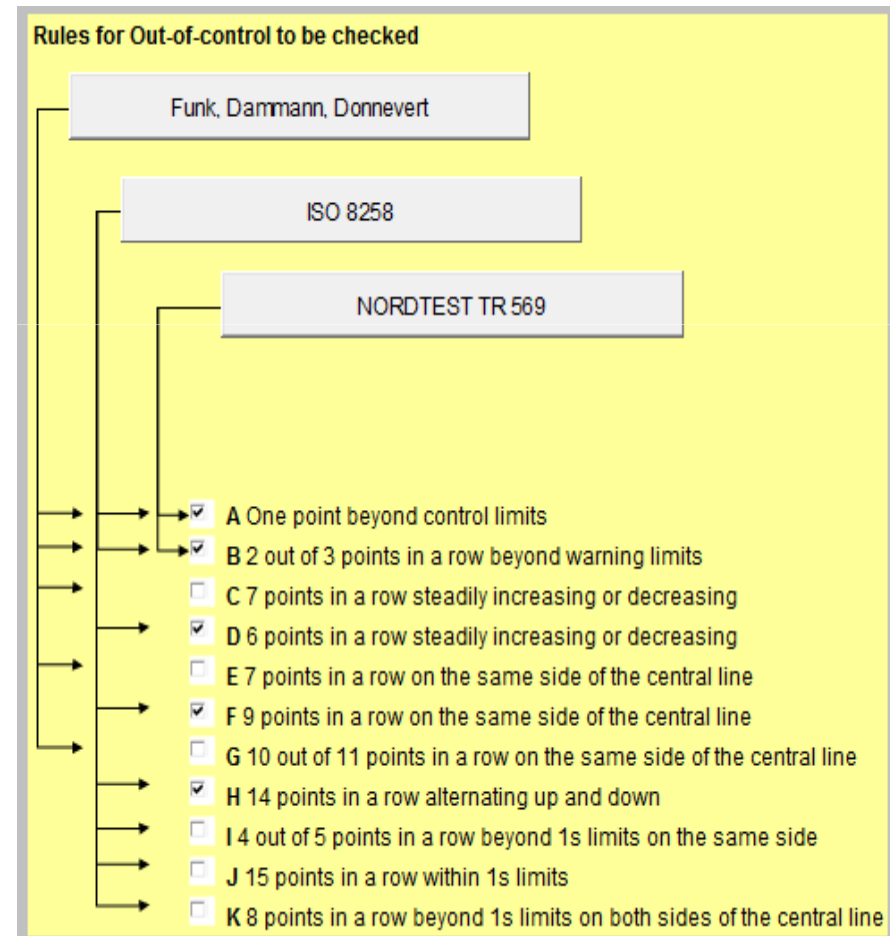 Rules for Out-of-control to be checked
Funk, Dammann, Donnevert
ISO 8258
NORDTEST TR 569
A One point beyond control limits
B 2 out of 3 points in a row beyond warning limits
C 7 points in a row steadily increasing or decreasing
D 6 points in a row steadily increasing or decreasing
E 7 points in a row on the same side of the central line
F 9 points in a row on the same side of the central line
G 10 out of 11 points in a row on the same side of the central line
H 14 points in a row alternating up and down
I 4 out of 5 points in a row beyond 1s limits on the same side
J 15 points in a row within 1s limits
K 8 points in a row beyond 1s limits on both sides of the central line